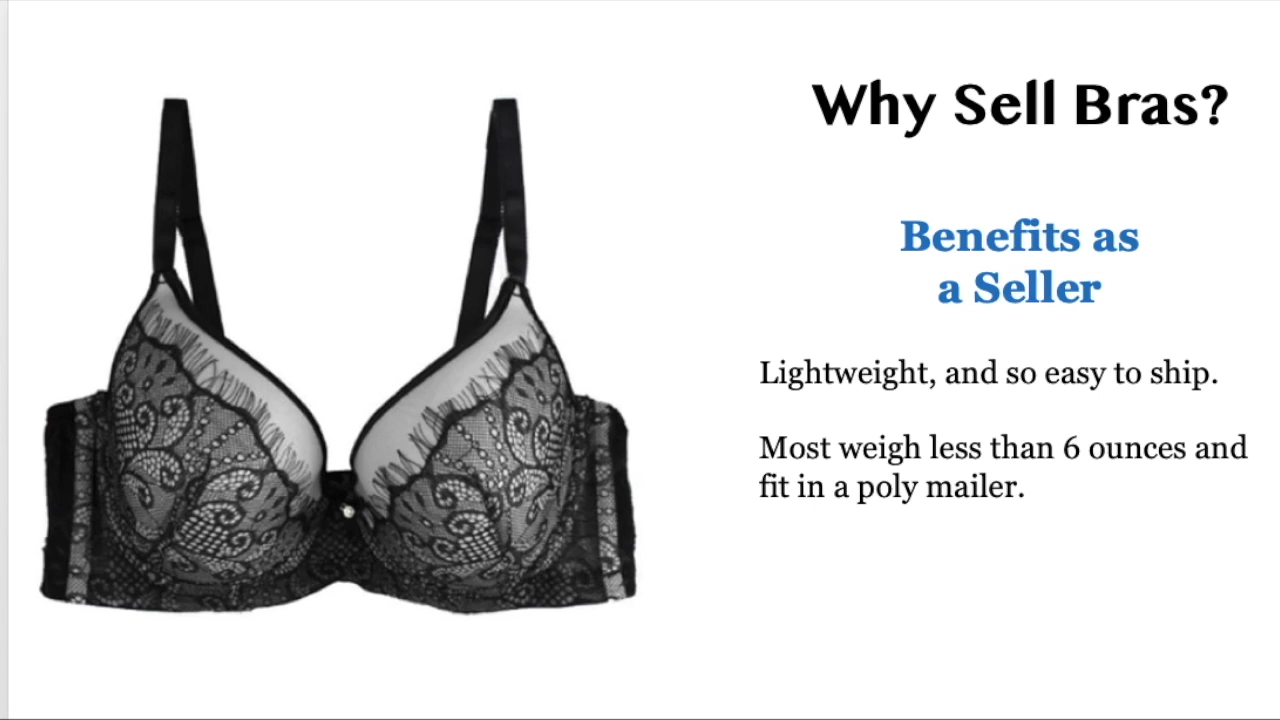 Why Sell Bras?
Benefits as
a Seller
Lightweight, and so easy to ship.
Most weigh less than 6 ounces and
fit in a poly mailer.